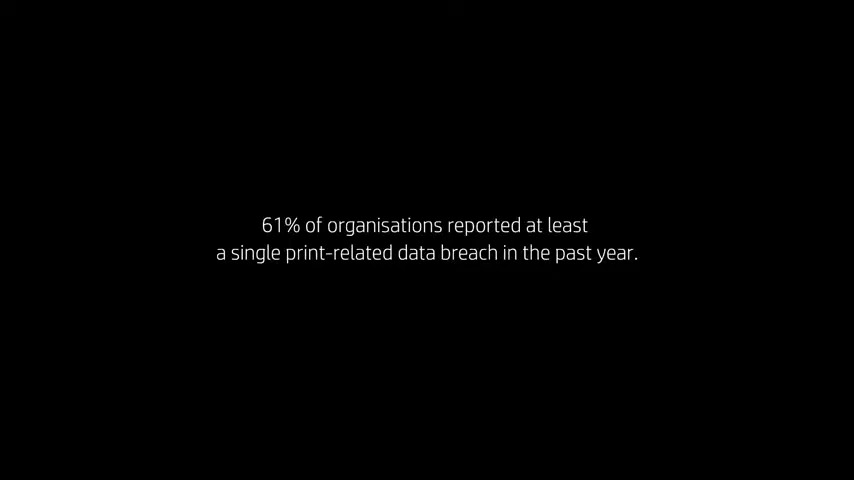 61% of organisations reported at least
a single print-related data breach in the past year.